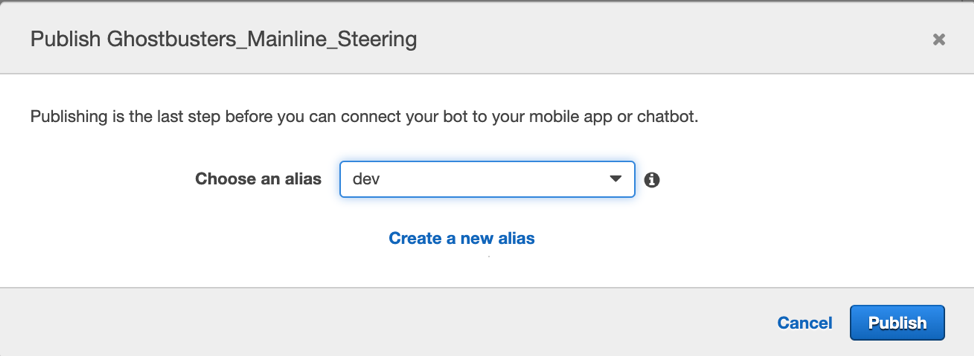 Publish Ghostbusters_Mainline_Steering
Publishing is the last step before you can connect your bot to your mobile app or chatbot.
Choose an alias dev
Create a new alias
Cancel Publish